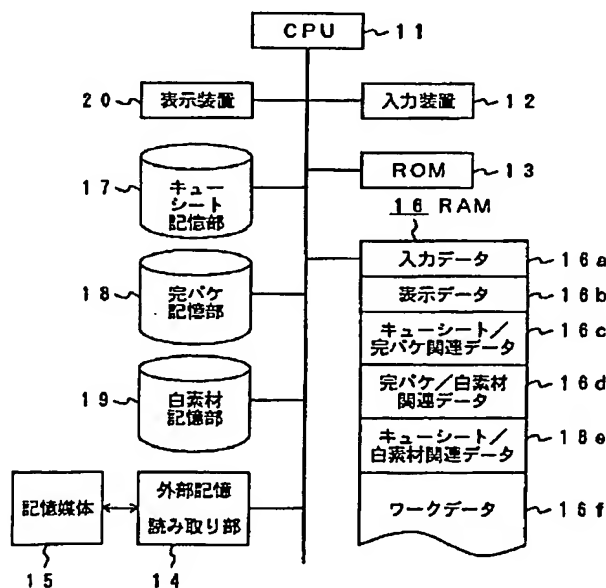 CPU 11
20 表示装置
入力装置 12
17 キュー
シート
記憶部
ROM 13
16 RAM
入力データ 16a
表示データ 16b
18 完パケ
記憶部
キューシート/
完パケ関連データ 16c
完パケ/白素材
関連データ 16d
19 白素材
記憶部
キューシート/
白素材関連データ 18e
記憶媒体
15
外部記憶
読み取り部
14
ワークデータ 16f